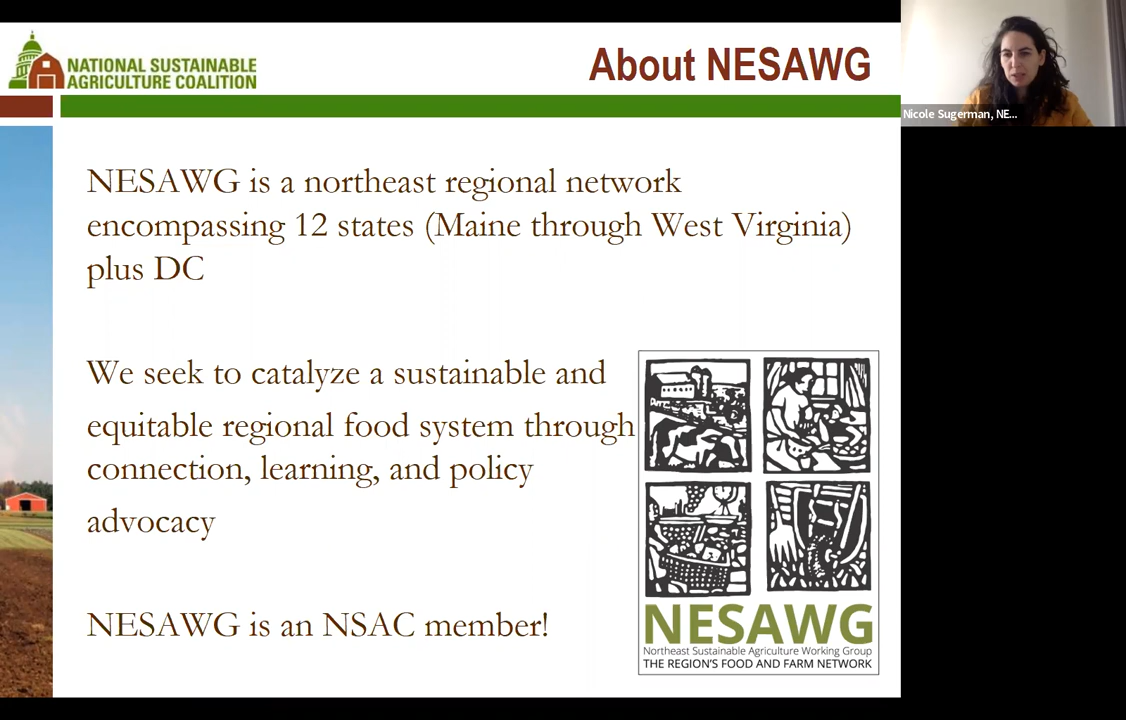 NATIONAL SUSTAINABLE
AGRICULTURE COALITION
About NESAWG
Nicole Sugerman, NE...
NESAWG is a northeast regional network
encompassing 12 states (Maine through West Virginia)
plus DC
We seek to catalyze a sustainable and
equitable regional food system through
connection, learning, and policy
advocacy
NESAWG is an NSAC member!
NESAWG
Northeast Sustainable Agriculture Working Group
THE REGION'S FOOD AND FARM NETWORK